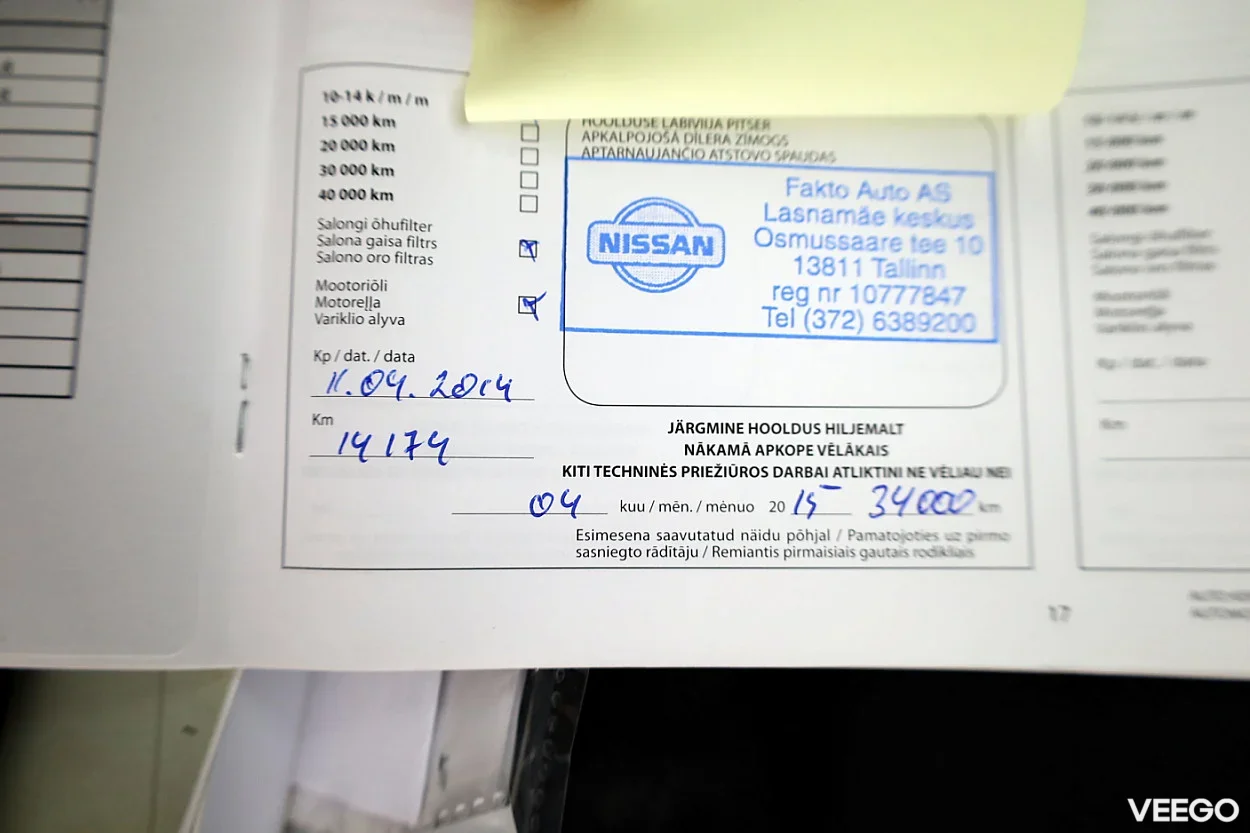 10-14 k / m / m
15 000 km
20 000 km
30 000 km
40 000 km
Salongi õhufilter
Salona gaisa filtrs
Salono oro filtras
Mootoriõli
Motoreļļa
Variklio alyva
Kp / dat. / data
11.04.2014
Km
14174
HOOLDUSE LÄBIVIIJA PITSER
APKALPOJOŠĀ DĪLERA ZĪMOGS
APTARNAUJANČIO ATSTOVO SPAUDAS
NISSAN
Fakto Auto AS
Lasnamäe keskus
Osmussaare tee 10
13811 Tallinn
reg nr 10777847
Tel (372) 6389200
JÄRGMINE HOOLDUS HILJEMALT
NĀKAMĀ APKOPE VĒLĀKAIS
KITI TECHNINĖS PRIEŽIŪROS DARBAI ATLIKTINI NE VĖLIAU NEI
04 kuu / mēn. / mėnuo 20 15 34000 km
Esimesena saavutatud näidu põhjal / Pamatojoties uz pirmo
sasniegto rādītāju / Remiantis pirmaisiais gautais rodikliais
17
VEEGO